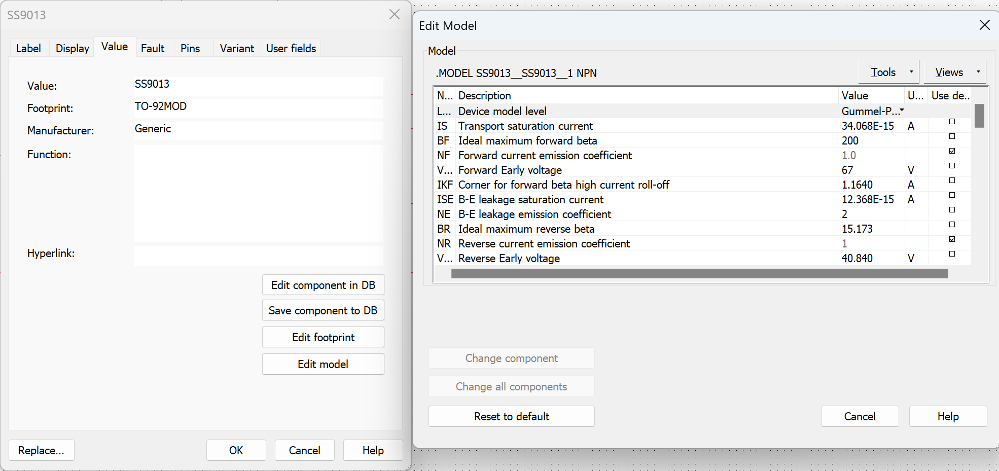 SS9013
Label Display Value Fault Pins Variant User fields
Value: SS9013
Footprint: TO-92MOD
Manufacturer: Generic
Function:
Hyperlink:
Edit component in DB
Save component to DB
Edit footprint
Edit model
Replace... OK Cancel Help
Edit Model
Model
.MODEL SS9013__SS9013__1 NPN Tools Views
N... Description Value U... Use de..
L... Device model level Gummel-P...
IS Transport saturation current 34.068E-15 A
BF Ideal maximum forward beta 200
NF Forward current emission coefficient 1.0
V... Forward Early voltage 67 V
IKF Corner for forward beta high current roll-off 1.1640 A
ISE B-E leakage saturation current 12.368E-15 A
NE B-E leakage emission coefficient 2
BR Ideal maximum reverse beta 15.173
NR Reverse current emission coefficient 1
V... Reverse Early voltage 40.840 V
Change component
Change all components
Reset to default Cancel Help